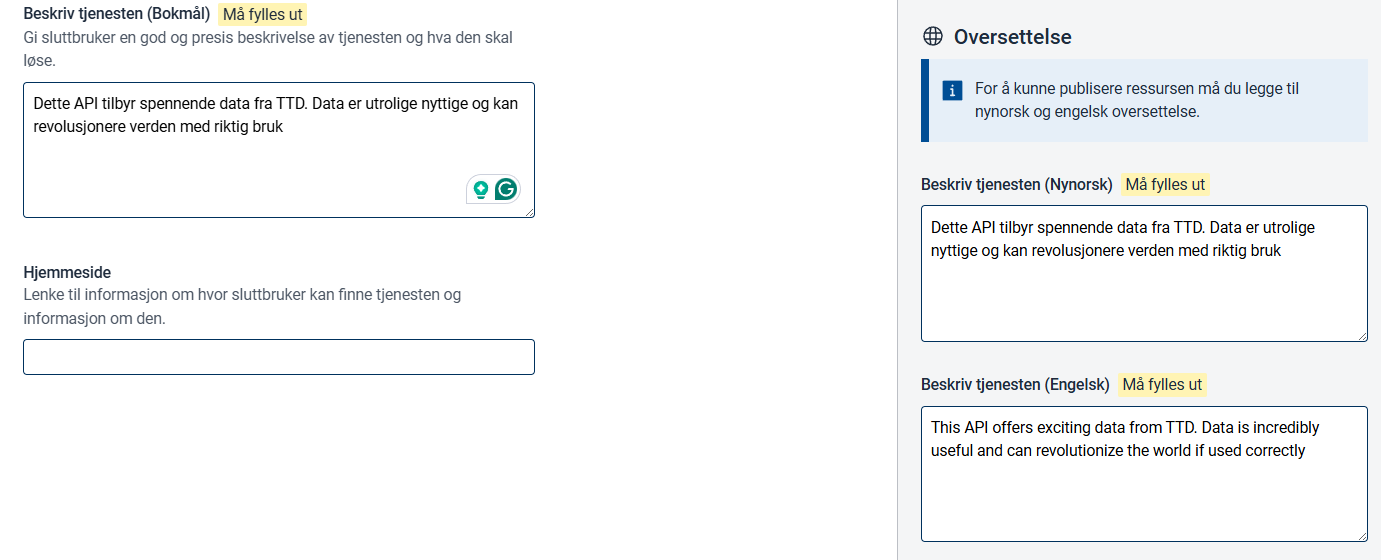 Beskriv tjenesten (Bokmål) Må fylles ut
Gi sluttbruker en god og presis beskrivelse av tjenesten og hva den skal
løse.
Dette API tilbyr spennende data fra TTD. Data er utrolige nyttige og kan
revolusjonere verden med riktig bruk
Hjemmeside
Lenke til informasjon om hvor sluttbruker kan finne tjenesten og
informasjon om den.
Oversettelse
For å kunne publisere ressursen må du legge til
nynorsk og engelsk oversettelse.
Beskriv tjenesten (Nynorsk) Må fylles ut
Dette API tilbyr spennende data fra TTD. Data er utrolige
nyttige og kan revolusjonere verden med riktig bruk
Beskriv tjenesten (Engelsk) Må fylles ut
This API offers exciting data from TTD. Data is incredibly
useful and can revolutionize the world if used correctly